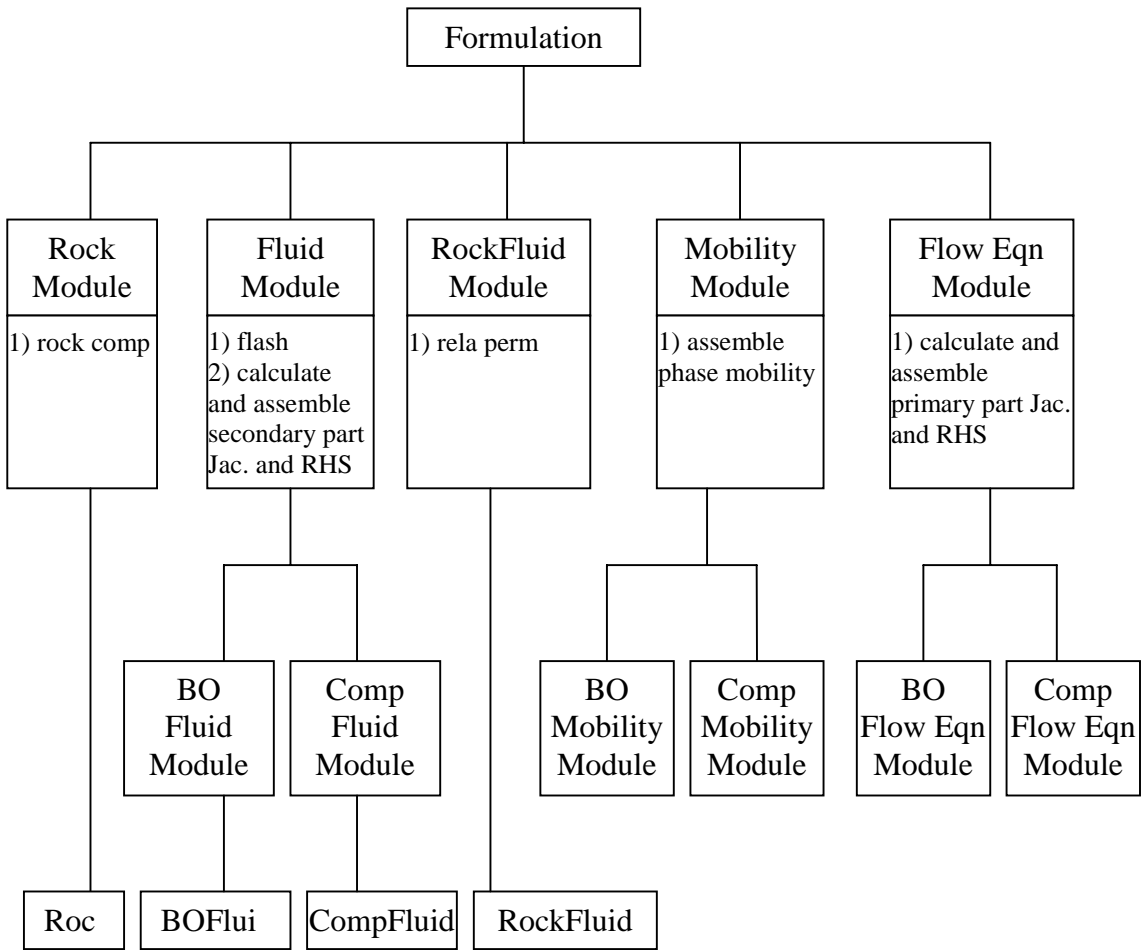 Formulation
Rock
Module
1) rock comp
Fluid
Module
1) flash
2) calculate
and assemble
secondary part
Jac. and RHS
RockFluid
Module
1) rela perm
Mobility
Module
1) assemble
phase mobility
Flow Eqn
Module
1) calculate and
assemble
primary part Jac.
and RHS
BO
Fluid
Module
Comp
Fluid
Module
BO
Mobility
Module
Comp
Mobility
Module
BO
Flow Eqn
Module
Comp
Flow Eqn
Module
Roc
BOFlui
CompFluid
RockFluid